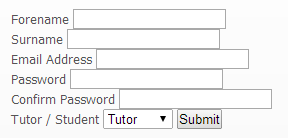 Forename
Surname
Email Address
Password
Confirm Password
Tutor / Student Tutor Submit